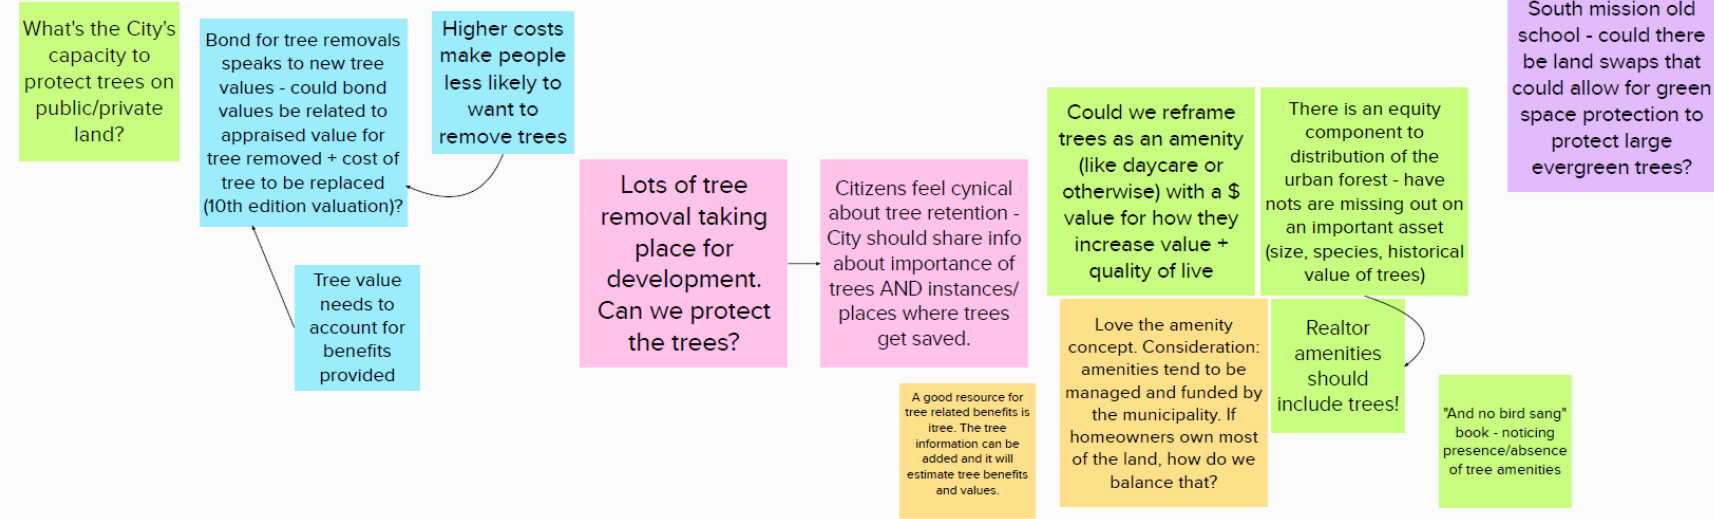 What's the City's
capacity to
protect trees on
public/private
land?
Bond for tree removals
speaks to new tree
values - could bond
values be related to
appraised value for
tree removed + cost of
tree to be replaced
(10th edition valuation)?
Higher costs
make people
less likely to
want to
remove trees
Tree value
needs to
account for
benefits
provided
Lots of tree
removal taking
place for
development.
Can we protect
the trees?
Citizens feel cynical
about tree retention -
City should share info
about importance of
trees AND instances/
places where trees
get saved.
A good resource for
tree related benefits is
itree. The tree
information can be
added and it will
estimate tree benefits
and values.
Could we reframe
trees as an amenity
(like daycare or
otherwise) with a $
value for how they
increase value +
quality of live
There is an equity
component to
distribution of the
urban forest - have
nots are missing out on
an important asset
(size, species, historical
value of trees)
Love the amenity
concept. Consideration:
amenities tend to be
managed and funded by
the municipality. If
homeowners own most
of the land, how do we
balance that?
Realtor
amenities
should
include trees!
"And no bird sang"
book - noticing
presence/absence
of tree amenities
South mission old
school - could there
be land swaps that
could allow for green
space protection to
protect large
evergreen trees?